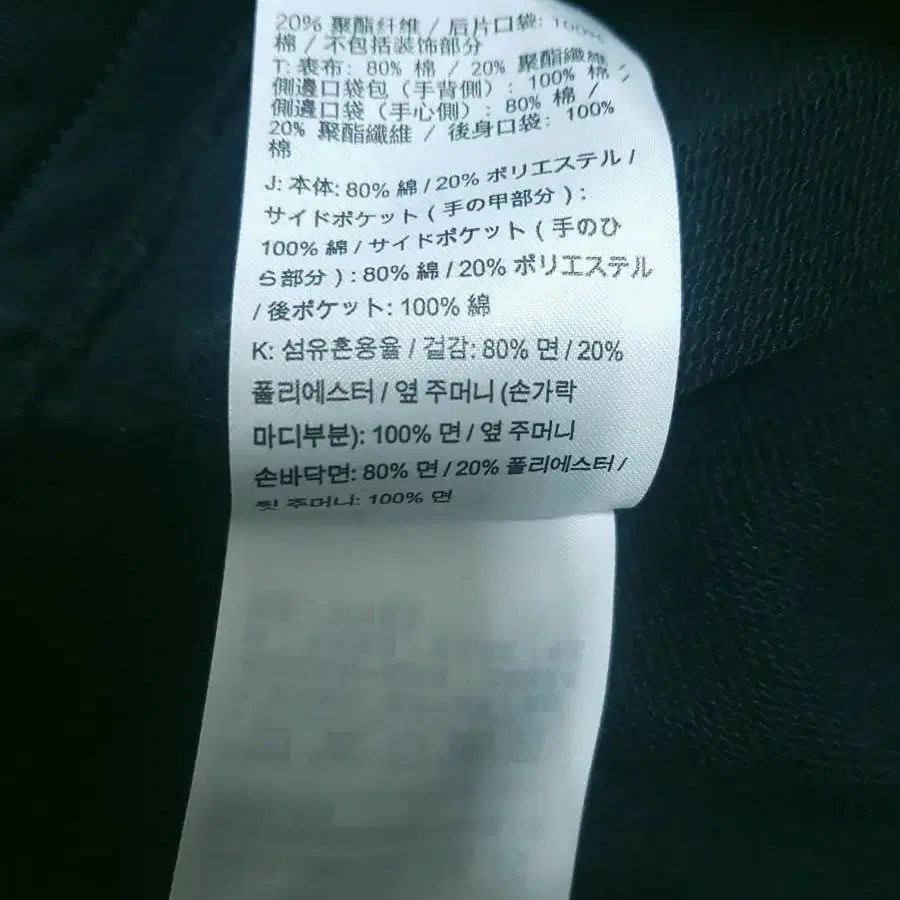 20% 聚酯纤维 / 后片口袋: 100%
棉 / 不包括装饰部分
T: 表布: 80% 棉 / 20% 聚酯纖維 /
側邊口袋包（手背側）: 100% 棉 /
側邊口袋（手心側）: 80% 棉 /
20% 聚酯纖維 / 後身口袋: 100%
棉
J: 本体: 80% 綿 / 20% ポリエステル /
サイドポケット ( 手の甲部分 ) :
100% 綿 / サイドポケット ( 手のひ
ら部分 ) : 80% 綿 / 20% ポリエステル
/ 後ポケット: 100% 綿
K: 섬유혼용율 / 겉감: 80% 면 / 20%
폴리에스터 / 옆 주머니 (손가락
마디부분): 100% 면 / 옆 주머니
손바닥면: 80% 면 / 20% 폴리에스터 /
뒷 주머니: 100% 면